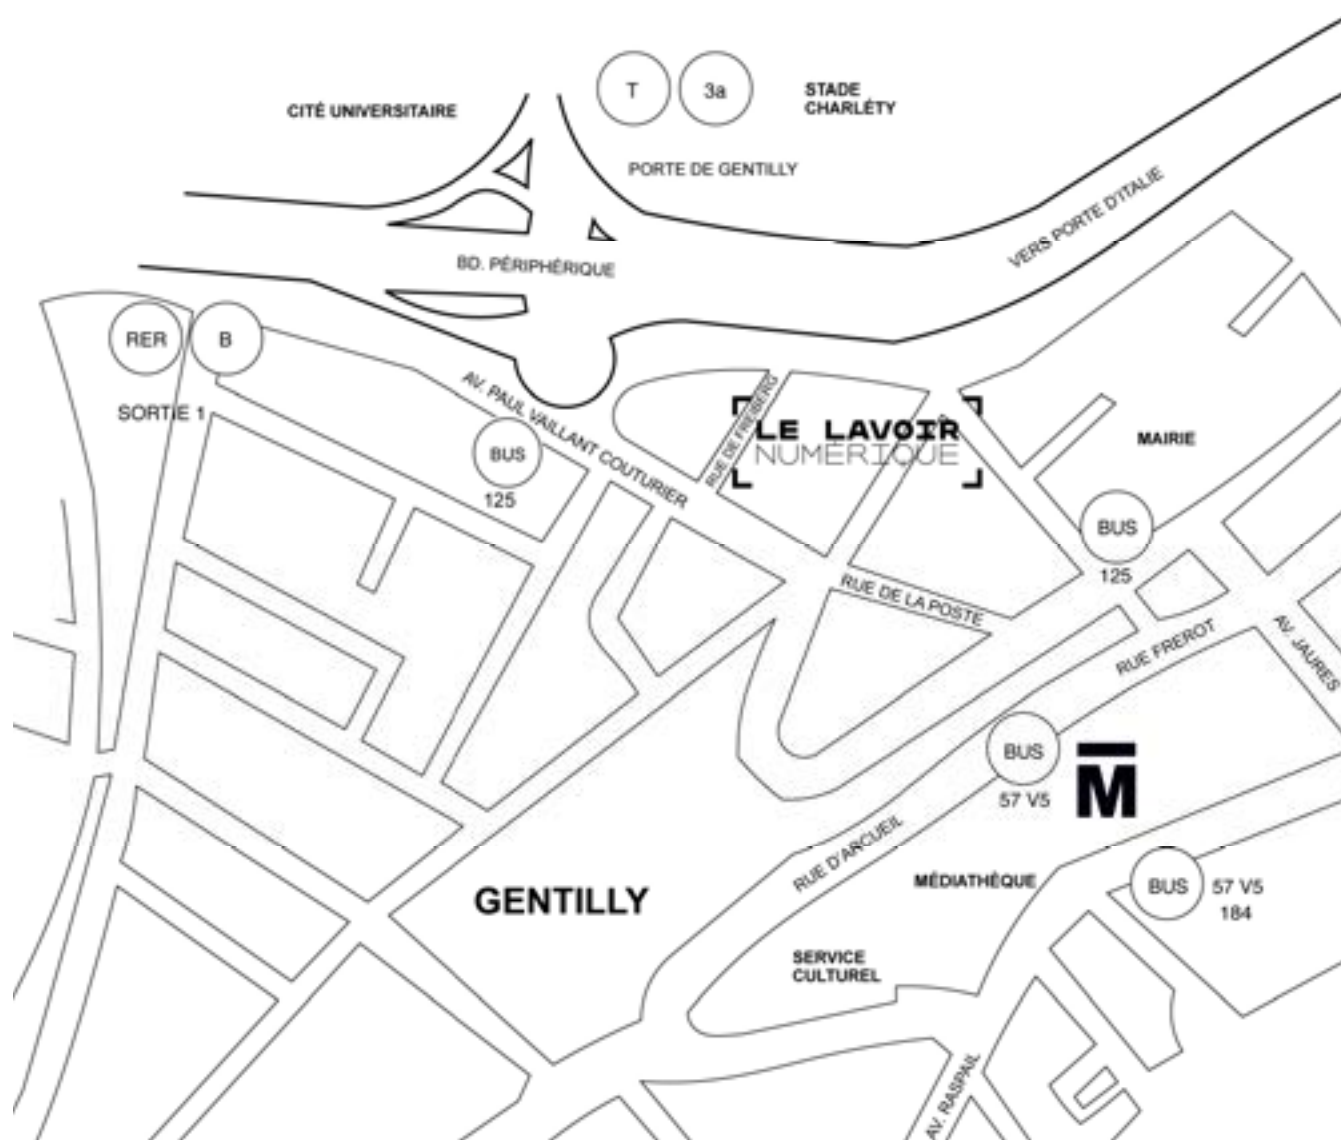 T
3a
STADE
CHARLÉTY
CITÉ UNIVERSITAIRE
PORTE DE GENTILLY
VERS PORTE D'ITALIE
BD. PÉRIPHÉRIQUE
RER
B
SORTIE 1
AV. PAUL VAILLANT COUTURIER
RUE DE FREIBERG
LE LAVOIR
NUMÉRIQUE
MAIRIE
BUS
125
BUS
125
RUE DE LA POSTE
RUE FREROT
AV. JAURES
BUS
57 V5
M
RUE D'ARCUEIL
MÉDIATHÈQUE
BUS
57 V5
184
GENTILLY
SERVICE
CULTUREL
AV. RASPAIL